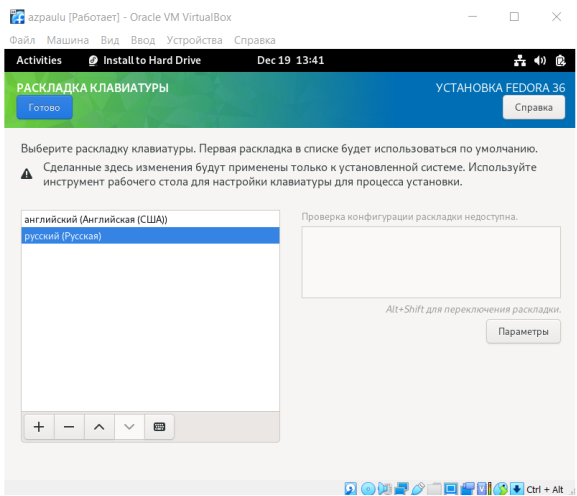 azpaulu [Работает] - Oracle VM VirtualBox
Файл Машина Вид Ввод Устройства Справка
Activities Install to Hard Drive Dec 19 13:41
РАСКЛАДКА КЛАВИАТУРЫ УСТАНОВКА FEDORA 36
Готово Справка
Выберите раскладку клавиатуры. Первая раскладка в списке будет использоваться по умолчанию.
Сделанные здесь изменения будут применены только к установленной системе. Используйте
инструмент рабочего стола для настройки клавиатуры для процесса установки.
английский (Английская (США))
русский (Русская)
Проверка конфигурации раскладки недоступна.
Alt+Shift для переключения раскладки.
Параметры
Ctrl + Alt